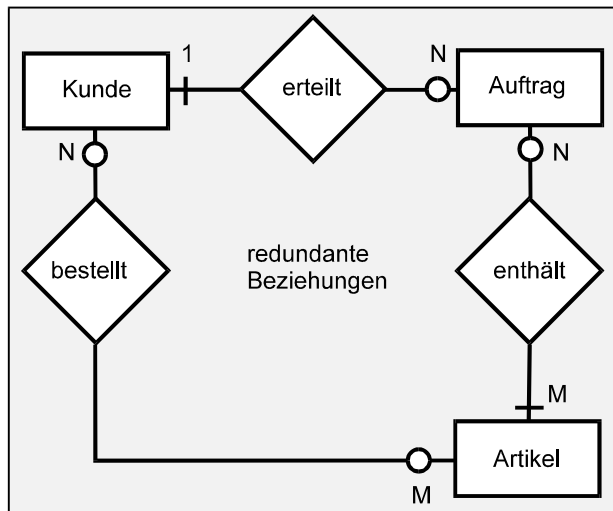 1
N
Kunde
erteilt
Auftrag
N
N
bestellt
redundante
Beziehungen
enthält
M
Artikel
M